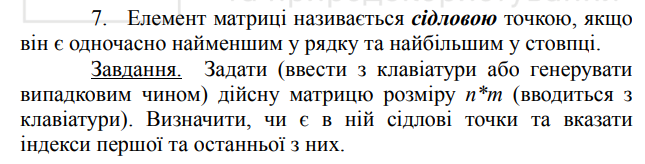 7. Елемент матриці називається сідловою точкою, якщо
він є одночасно найменшим у рядку та найбільшим у стовпці.
Завдання. Задати (ввести з клавіатури або генерувати
випадковим чином) дійсну матрицю розміру n*m (вводиться з
клавіатури). Визначити, чи є в ній сідлові точки та вказати
індекси першої та останньої з них.